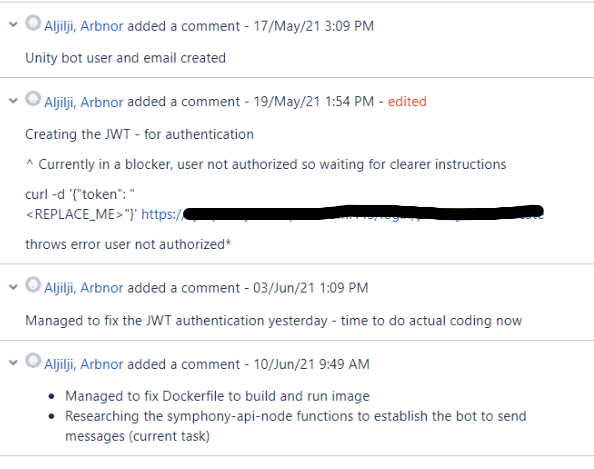 Aljilji, Arbnor added a comment - 17/May/21 3:09 PM
Unity bot user and email created
Aljilji, Arbnor added a comment - 19/May/21 1:54 PM - edited
Creating the JWT - for authentication
^ Currently in a blocker, user not authorized so waiting for clearer instructions
curl -d '{"token": "
<REPLACE_ME>"}' https:/
throws error user not authorized*
Aljilji, Arbnor added a comment - 03/Jun/21 1:09 PM
Managed to fix the JWT authentication yesterday - time to do actual coding now
Aljilji, Arbnor added a comment - 10/Jun/21 9:49 AM
• Managed to fix Dockerfile to build and run image
• Researching the symphony-api-node functions to establish the bot to send
messages (current task)